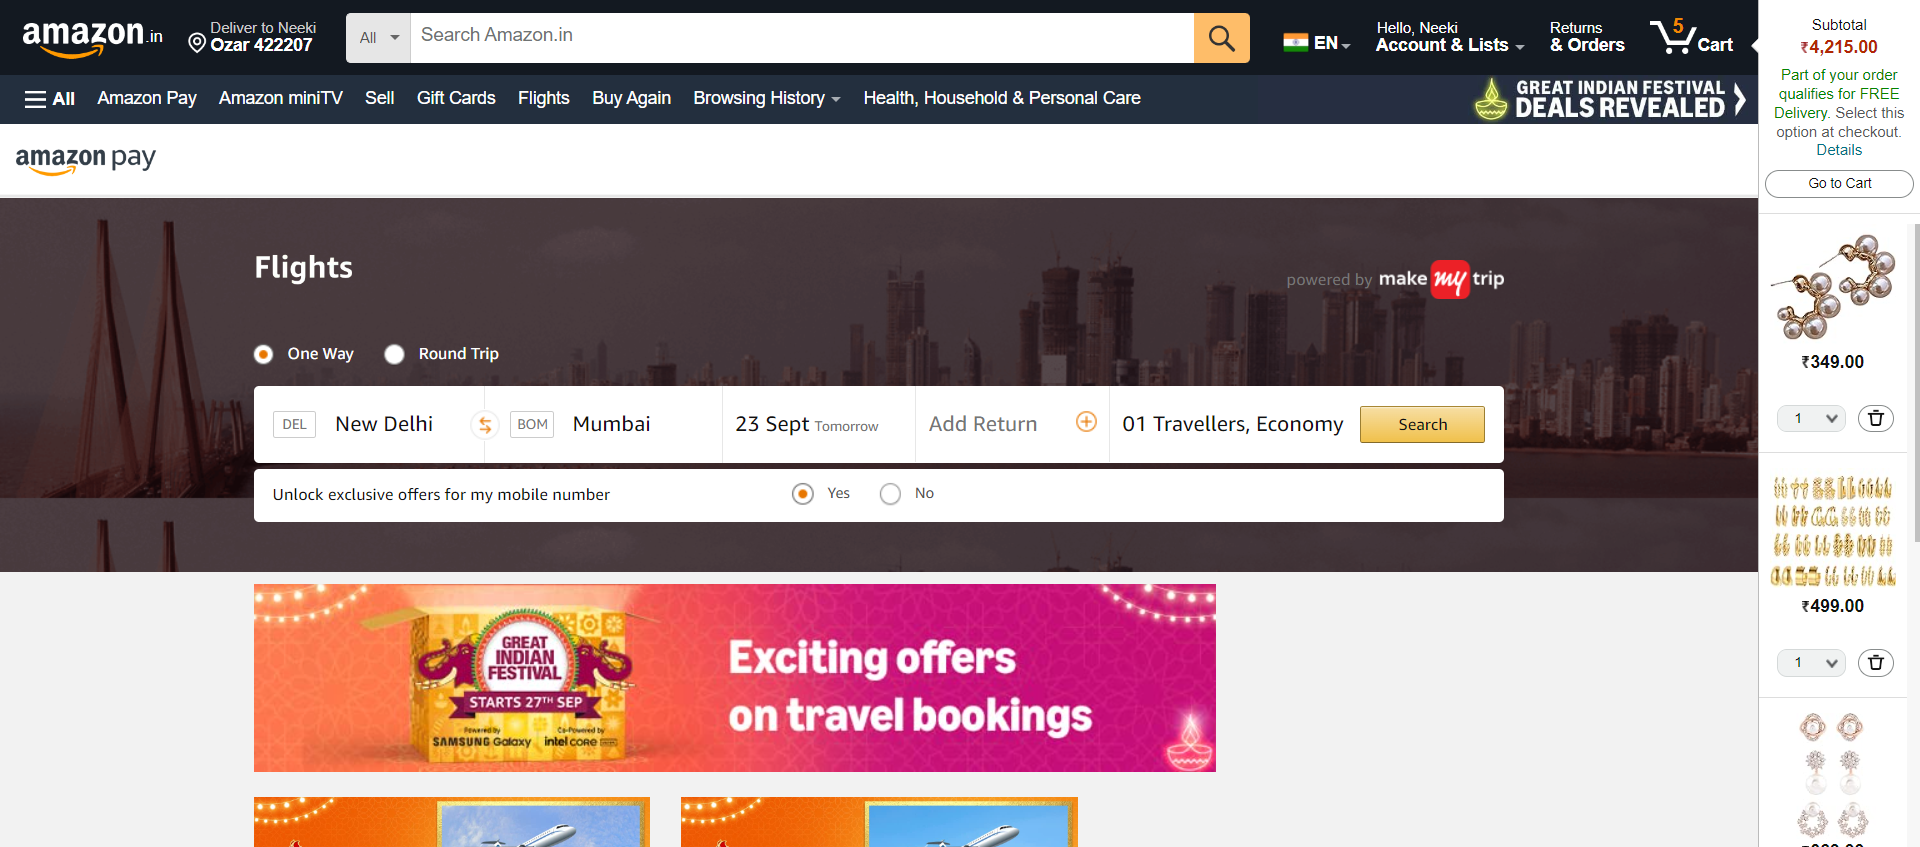 amazon.in
Deliver to Neeki
Ozar 422207
All
Search Amazon.in
EN
Hello, Neeki
Account & Lists
Returns
& Orders
5
Cart
All
Amazon Pay
Amazon miniTV
Sell
Gift Cards
Flights
Buy Again
Browsing History
Health, Household & Personal Care
GREAT INDIAN FESTIVAL
DEALS REVEALED
Subtotal
₹4,215.00
Part of your order
qualifies for FREE
Delivery. Select this
option at checkout.
Details
Go to Cart
amazon pay
Flights
powered by make my trip
One Way
Round Trip
DEL New Delhi
BOM Mumbai
23 Sept Tomorrow
Add Return
01 Travellers, Economy
Search
Unlock exclusive offers for my mobile number
Yes
No
GREAT
INDIAN
FESTIVAL
STARTS 27TH SEP
Powered by
SAMSUNG Galaxy
Co-Powered by
intel CORE
Exciting offers
on travel bookings
₹349.00
1
₹499.00
1